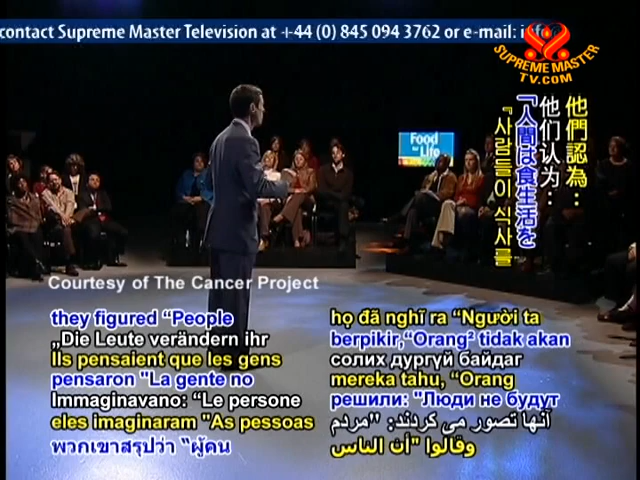 contact Supreme Master Television at +44 (0) 845 094 3762 or e-mail:
SUPREME MASTER
TV.COM
他們認為…
他们认为…
「人間は食生活を
『사람들이 식사를
Food
for Life
Courtesy of The Cancer Project
they figured “People
„Die Leute verändern ihr
Ils pensaient que les gens
pensaron "La gente no
Immaginavano: “Le persone
eles imaginaram "As pessoas
พวกเขาสรุปว่า “ผู้คน
họ đã nghĩ ra “Người ta
berpikir,“Orang² tidak akan
солих дургүй байдаг
mereka tahu, “Orang
решили: "Люди не будут
آنها تصور می کردند: ”مردم
وقالوا "أن الناس